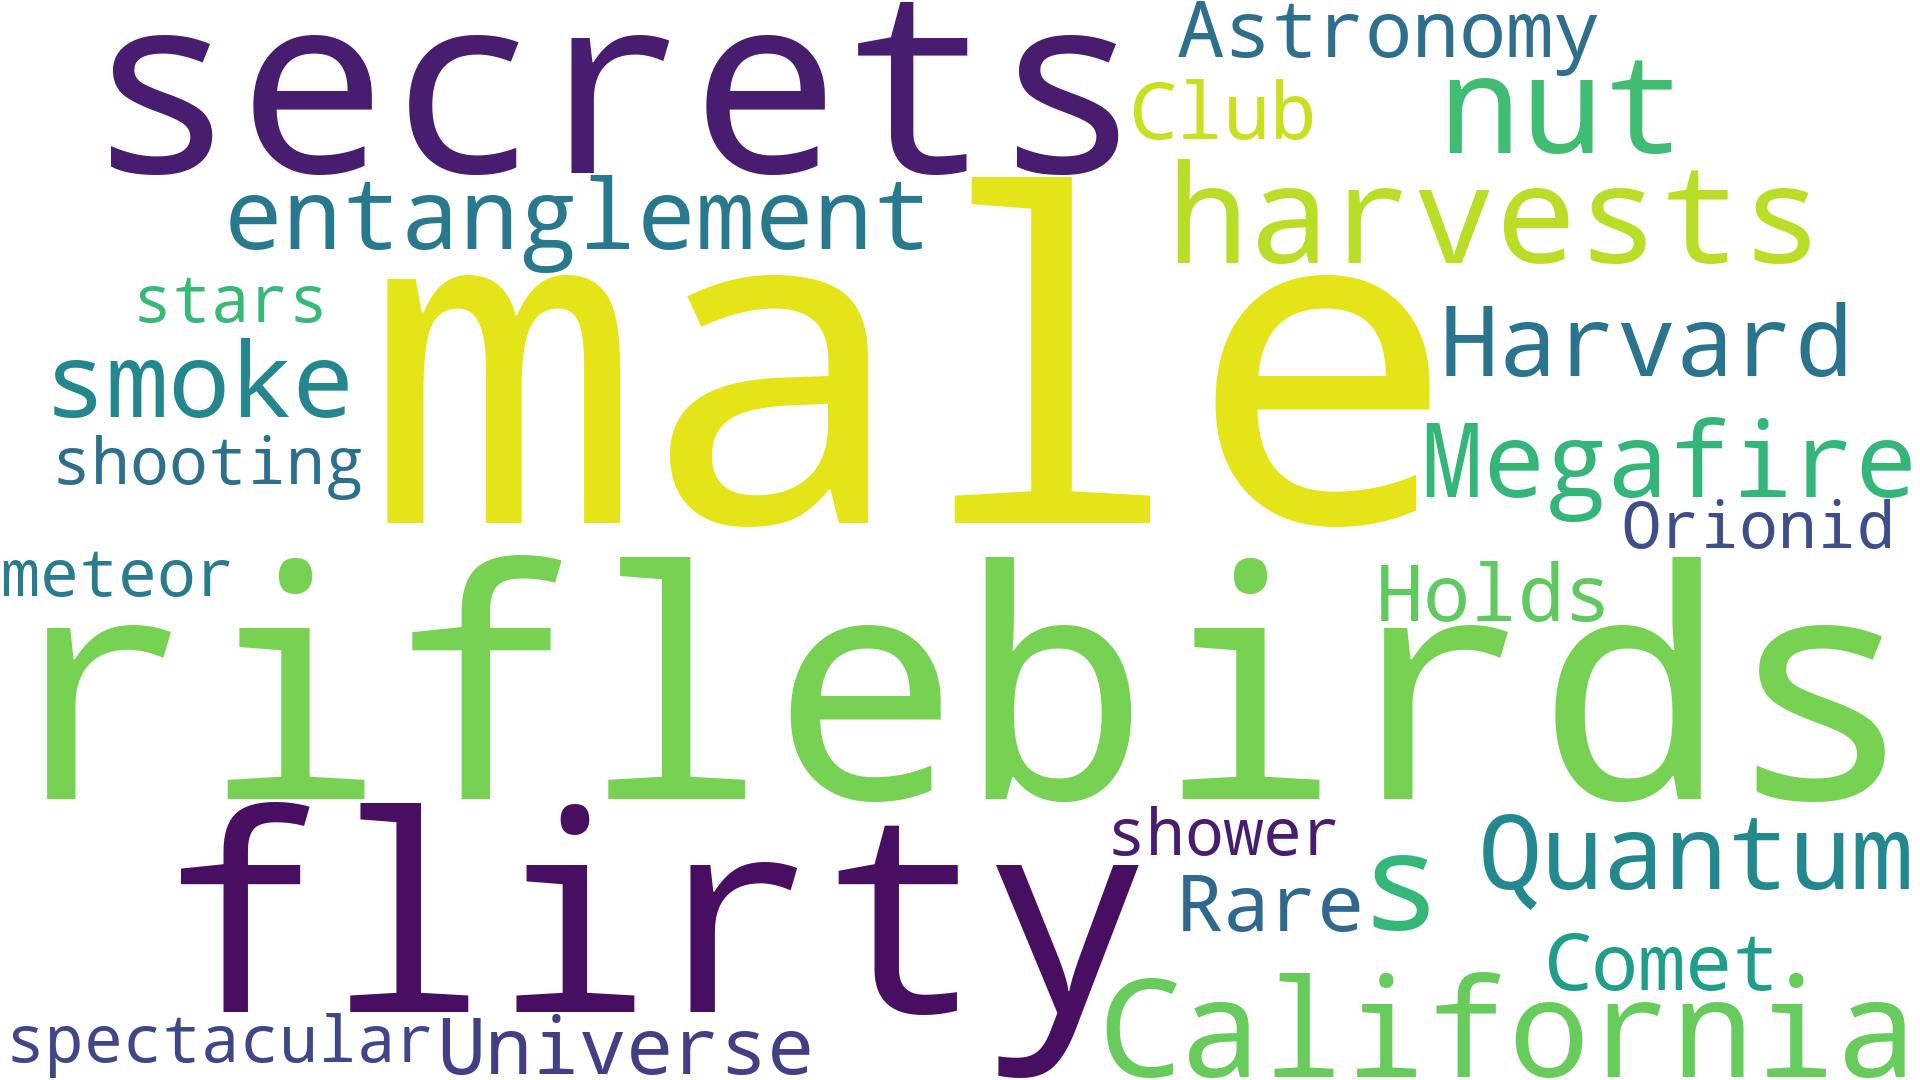 secrets
Astronomy
Club
nut
entanglement
harvests
stars
male
Harvard
smoke
shooting
Megafire
Orionid
meteor
Holds
riflebirds
flirty
shower
s
Quantum
Rare
Comet
California
spectacular
Universe